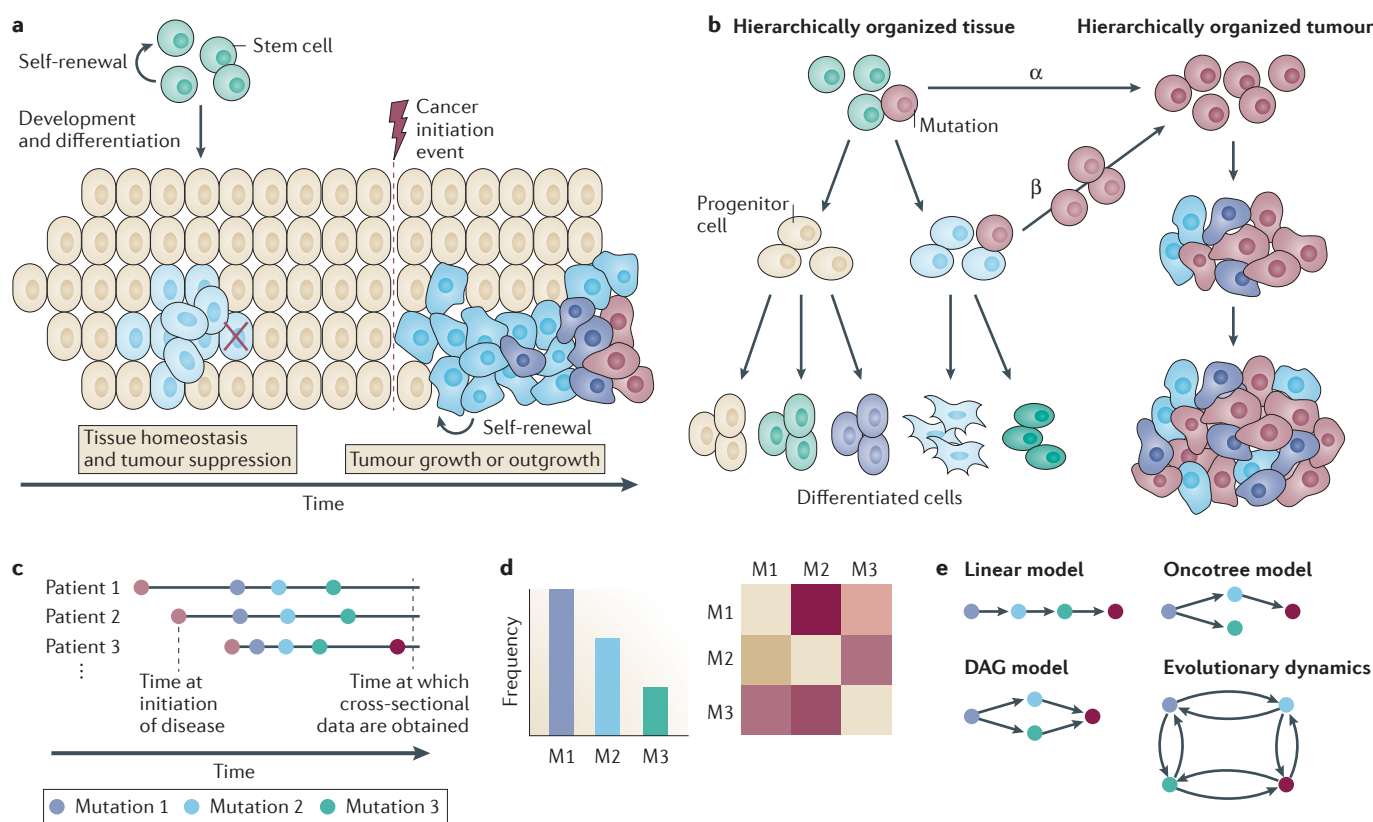 a
Stem cell
Self-renewal
Development
and differentiation
Cancer
initiation
event
Self-renewal
Tissue homeostasis
and tumour suppression
Tumour growth or outgrowth
Time
b
Hierarchically organized tissue
Hierarchically organized tumour
α
Mutation
β
Progenitor
cell
Differentiated cells
c
Patient 1
Patient 2
Patient 3
⋮
Time at
initiation
of disease
Time at which
cross-sectional
data are obtained
Time
Mutation 1
Mutation 2
Mutation 3
d
Frequency
M1
M2
M3
M1
M2
M3
M1
M2
M3
e
Linear model
Oncotree model
DAG model
Evolutionary dynamics